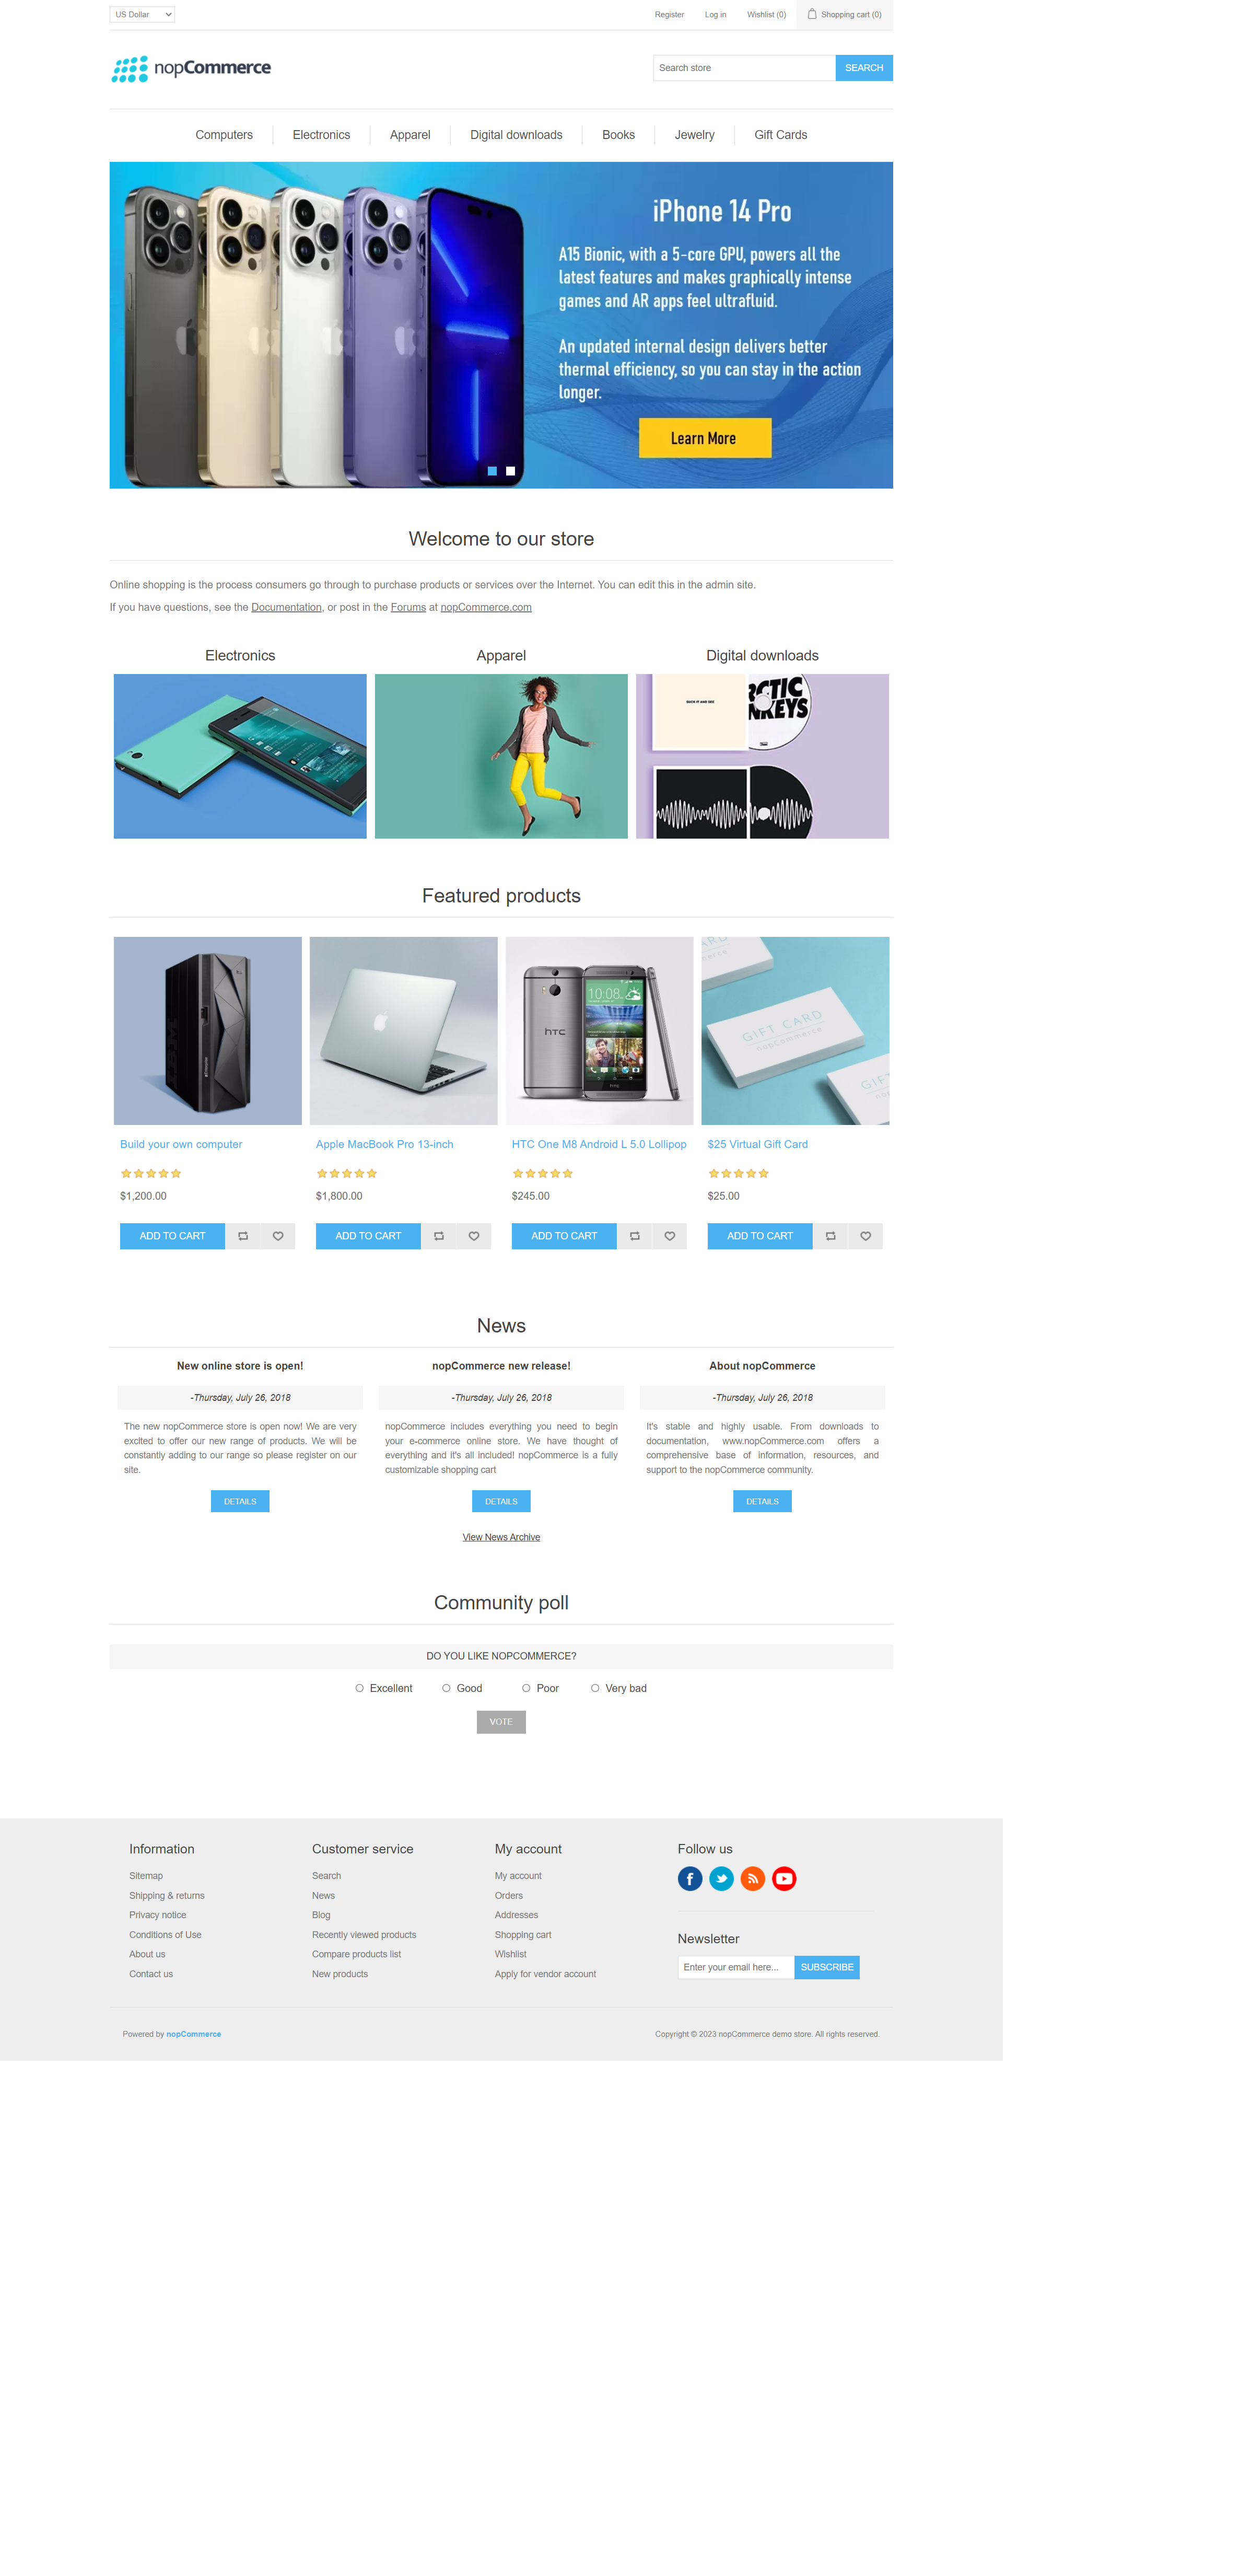 US Dollar
Register
Log in
Wishlist (0)
Shopping cart (0)
nopCommerce
Search store
SEARCH
Computers
Electronics
Apparel
Digital downloads
Books
Jewelry
Gift Cards
iPhone 14 Pro
A15 Bionic, with a 5-core GPU, powers all the
latest features and makes graphically intense
games and AR apps feel ultrafluid.
An updated internal design delivers better
thermal efficiency, so you can stay in the action
longer.
Learn More
Welcome to our store
Online shopping is the process consumers go through to purchase products or services over the Internet. You can edit this in the admin site.
If you have questions, see the Documentation, or post in the Forums at nopCommerce.com
Electronics
Apparel
Digital downloads
SUCK IT AND SEE
RCTIC
NKEYS
Featured products
10:08
hTC
GIFT CARD
nopCommerce
Build your own computer
Apple MacBook Pro 13-inch
HTC One M8 Android L 5.0 Lollipop
$25 Virtual Gift Card
$1,200.00
$1,800.00
$245.00
$25.00
ADD TO CART
ADD TO CART
ADD TO CART
ADD TO CART
News
New online store is open!
-Thursday, July 26, 2018
The new nopCommerce store is open now! We are very
excited to offer our new range of products. We will be
constantly adding to our range so please register on our
site.
DETAILS
nopCommerce new release!
-Thursday, July 26, 2018
nopCommerce includes everything you need to begin
your e-commerce online store. We have thought of
everything and it's all included! nopCommerce is a fully
customizable shopping cart
DETAILS
About nopCommerce
-Thursday, July 26, 2018
It's stable and highly usable. From downloads to
documentation, www.nopCommerce.com offers a
comprehensive base of information, resources, and
support to the nopCommerce community.
DETAILS
View News Archive
Community poll
DO YOU LIKE NOPCOMMERCE?
Excellent
Good
Poor
Very bad
VOTE
Information
Sitemap
Shipping & returns
Privacy notice
Conditions of Use
About us
Contact us
Customer service
Search
News
Blog
Recently viewed products
Compare products list
New products
My account
My account
Orders
Addresses
Shopping cart
Wishlist
Apply for vendor account
Follow us
Newsletter
Enter your email here...
SUBSCRIBE
Powered by nopCommerce
Copyright © 2023 nopCommerce demo store. All rights reserved.